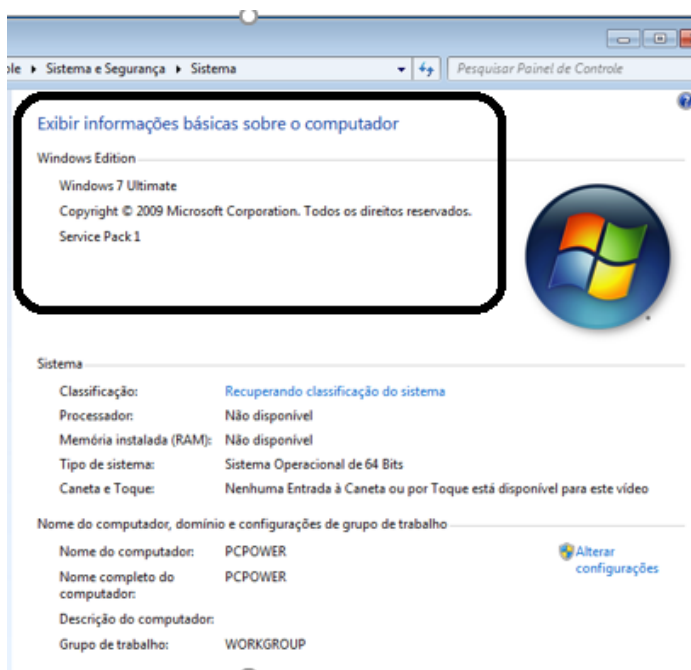 Sistema e Segurança Sistema Pesquisar Painel de Controle
Exibir informações básicas sobre o computador
Windows Edition
Windows 7 Ultimate
Copyright © 2009 Microsoft Corporation. Todos os direitos reservados.
Service Pack 1
Sistema
Classificação: Recuperando classificação do sistema
Processador: Não disponível
Memória instalada (RAM): Não disponível
Tipo de sistema: Sistema Operacional de 64 Bits
Caneta e Toque: Nenhuma Entrada à Caneta ou por Toque está disponível para este vídeo
Nome do computador, domínio e configurações de grupo de trabalho
Nome do computador: PCPOWER Alterar
configurações
Nome completo do PCPOWER
computador:
Descrição do computador:
Grupo de trabalho: WORKGROUP